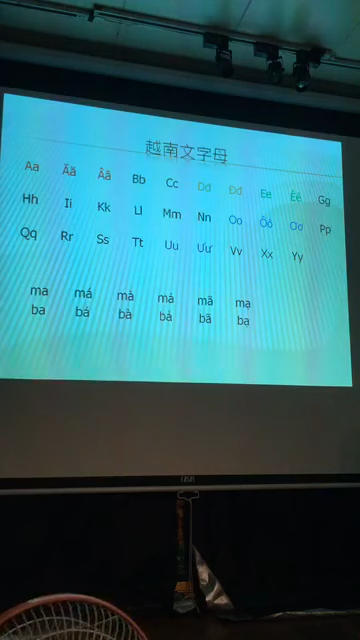 越南文字母
Aa Ăă Ââ Bb Cc Dd Đđ Ee Êê Gg
Hh Ii Kk Ll Mm Nn Oo Ôô Ơơ Pp
Qq Rr Ss Tt Uu Ưư Vv Xx Yy
ma má mà mả mã mạ
ba bá bà bả bã bạ